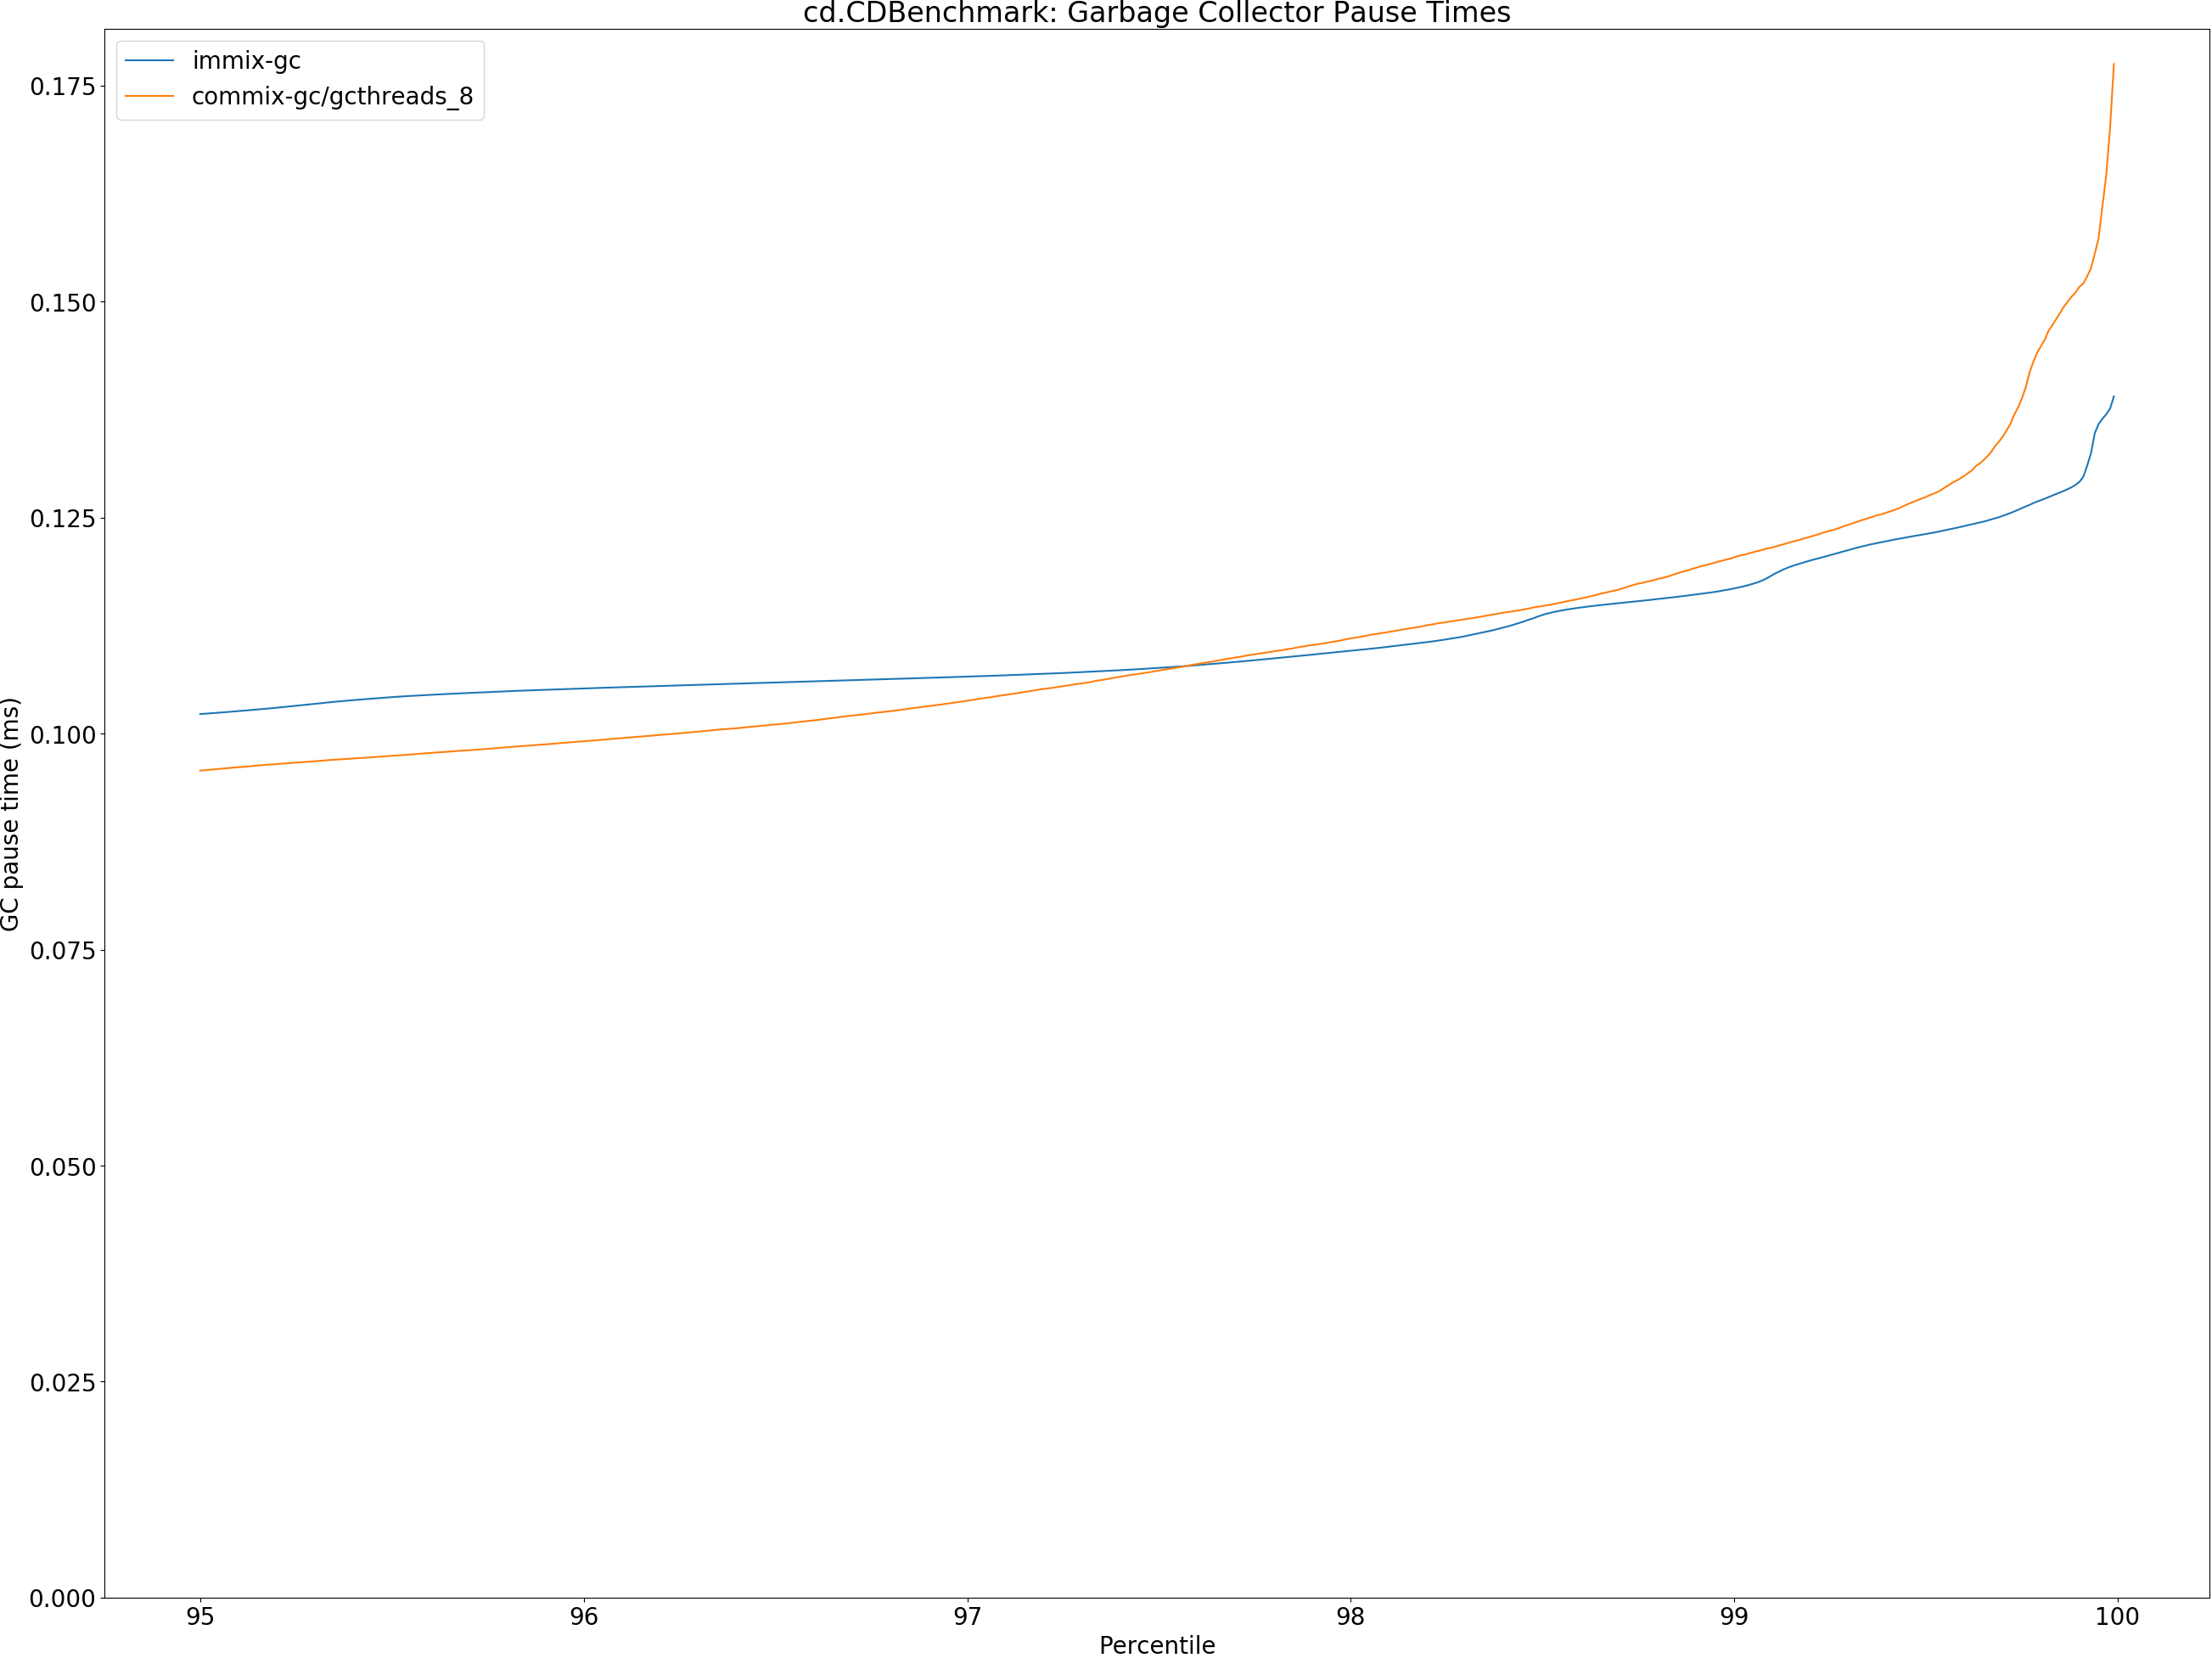 cd.CDBenchmark: Garbage Collector Pause Times
immix-gc
commix-gc/gcthreads_8
0.175
0.150
0.125
0.100
0.075
0.050
0.025
0.000
GC pause time (ms)
95 96 97 98 99 100
Percentile